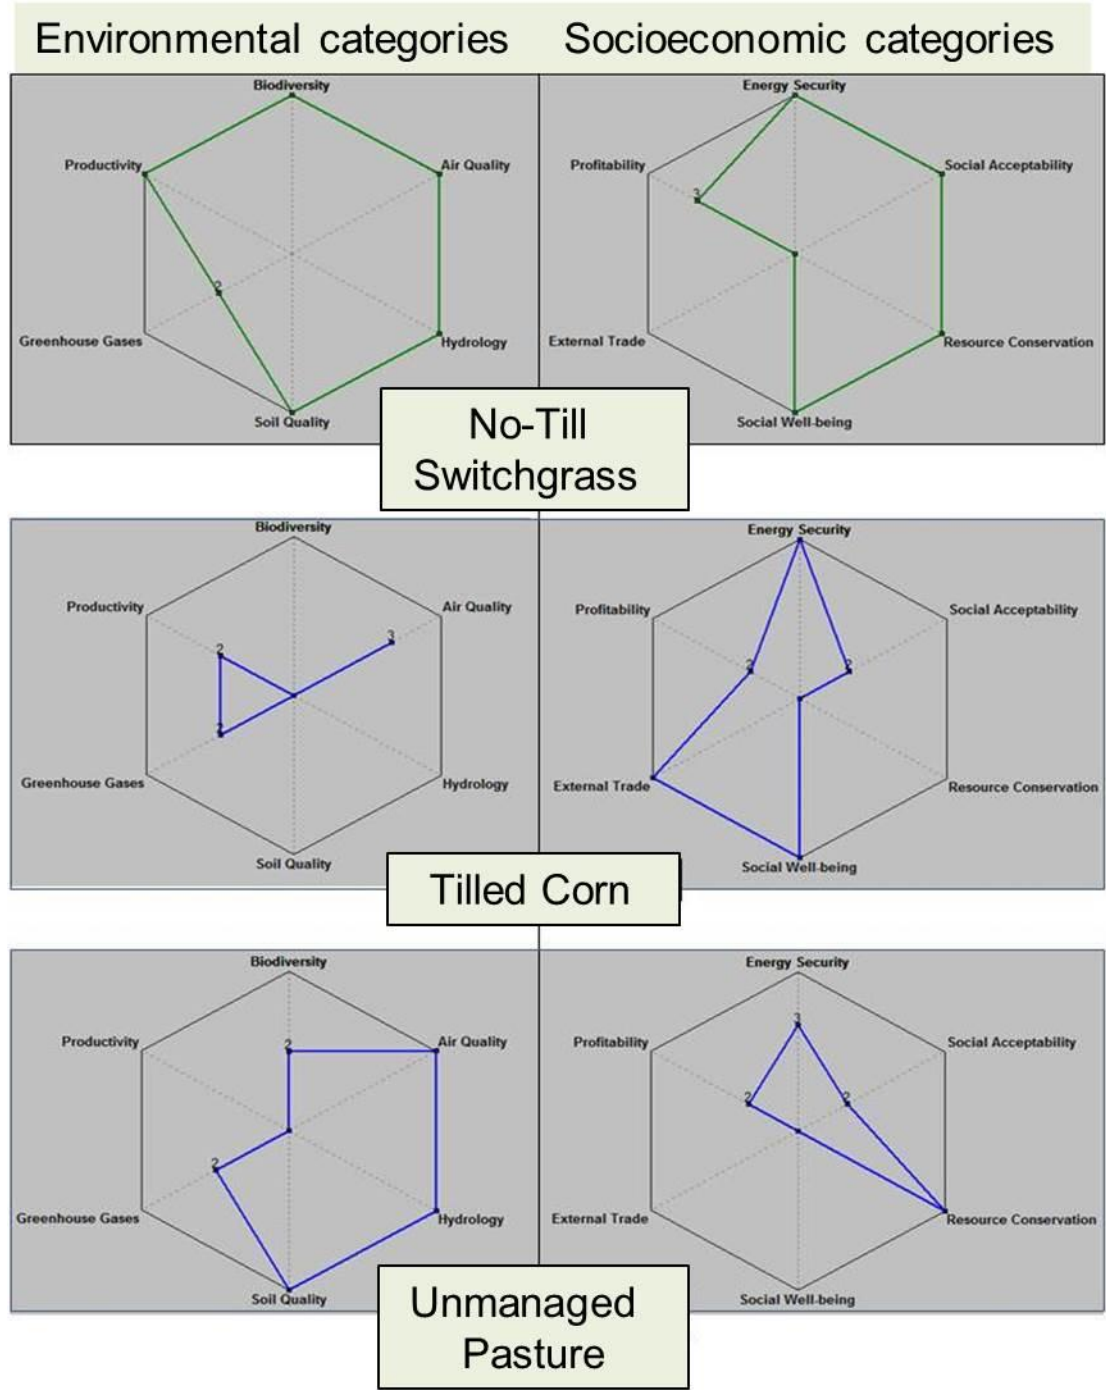 Environmental categories
Socioeconomic categories
Biodiversity
Productivity
Air Quality
2
Greenhouse Gases
Hydrology
Soil Quality
Energy Security
Profitability
Social Acceptability
3
External Trade
Resource Conservation
Social Well-being
No-Till
Switchgrass
Biodiversity
Productivity
Air Quality
3
2
2
Greenhouse Gases
Hydrology
Soil Quality
Energy Security
Profitability
Social Acceptability
2
2
External Trade
Resource Conservation
Social Well-being
Tilled Corn
Biodiversity
Productivity
Air Quality
2
2
Greenhouse Gases
Hydrology
Soil Quality
Energy Security
3
Profitability
Social Acceptability
2
2
External Trade
Resource Conservation
Social Well-being
Unmanaged
Pasture